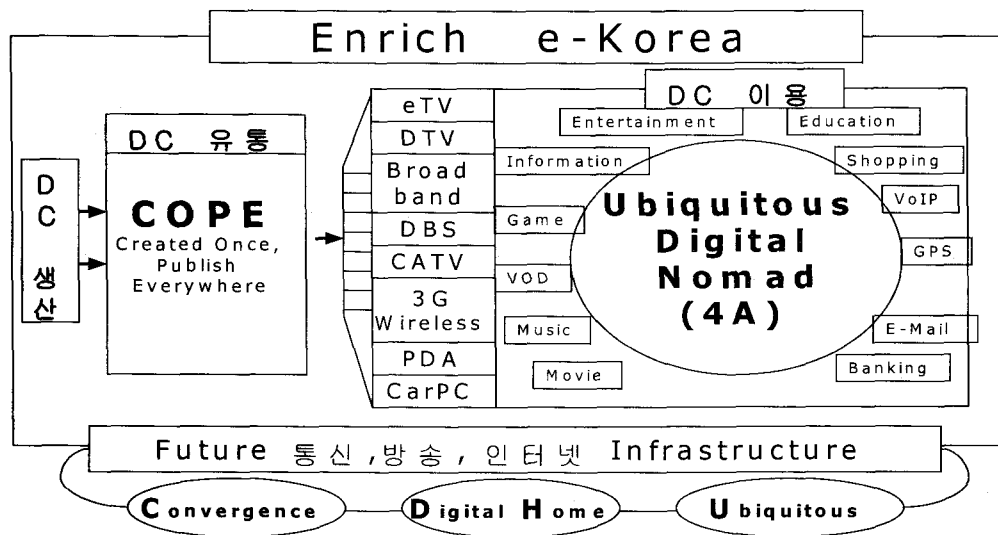 Enrich e-Korea
DC 생산
DC 유통
COPE
Created Once,
Publish
Everywhere
eTV
DTV
Broad
band
DBS
CATV
3G
Wireless
PDA
CarPC
DC 이용
Entertainment
Education
Information
Shopping
VoIP
Game
GPS
VOD
Music
E-Mail
Movie
Banking
Ubiquitous
Digital
Nomad
(4A)
Future 통신,방송, 인터넷 Infrastructure
Convergence
Digital Home
Ubiquitous